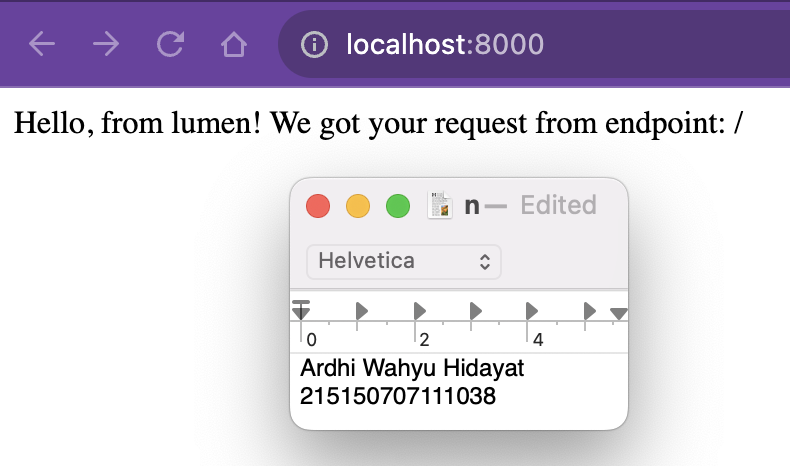 localhost:8000
Hello, from lumen! We got your request from endpoint: /
n — Edited
Helvetica
0 2 4
Ardhi Wahyu Hidayat
215150707111038